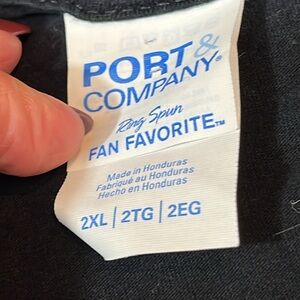 PORT &
COMPANY®
Ring Spun
FAN FAVORITE™
Made in Honduras
Fabriqué au Honduras
Hecho en Honduras
2XL | 2TG | 2EG